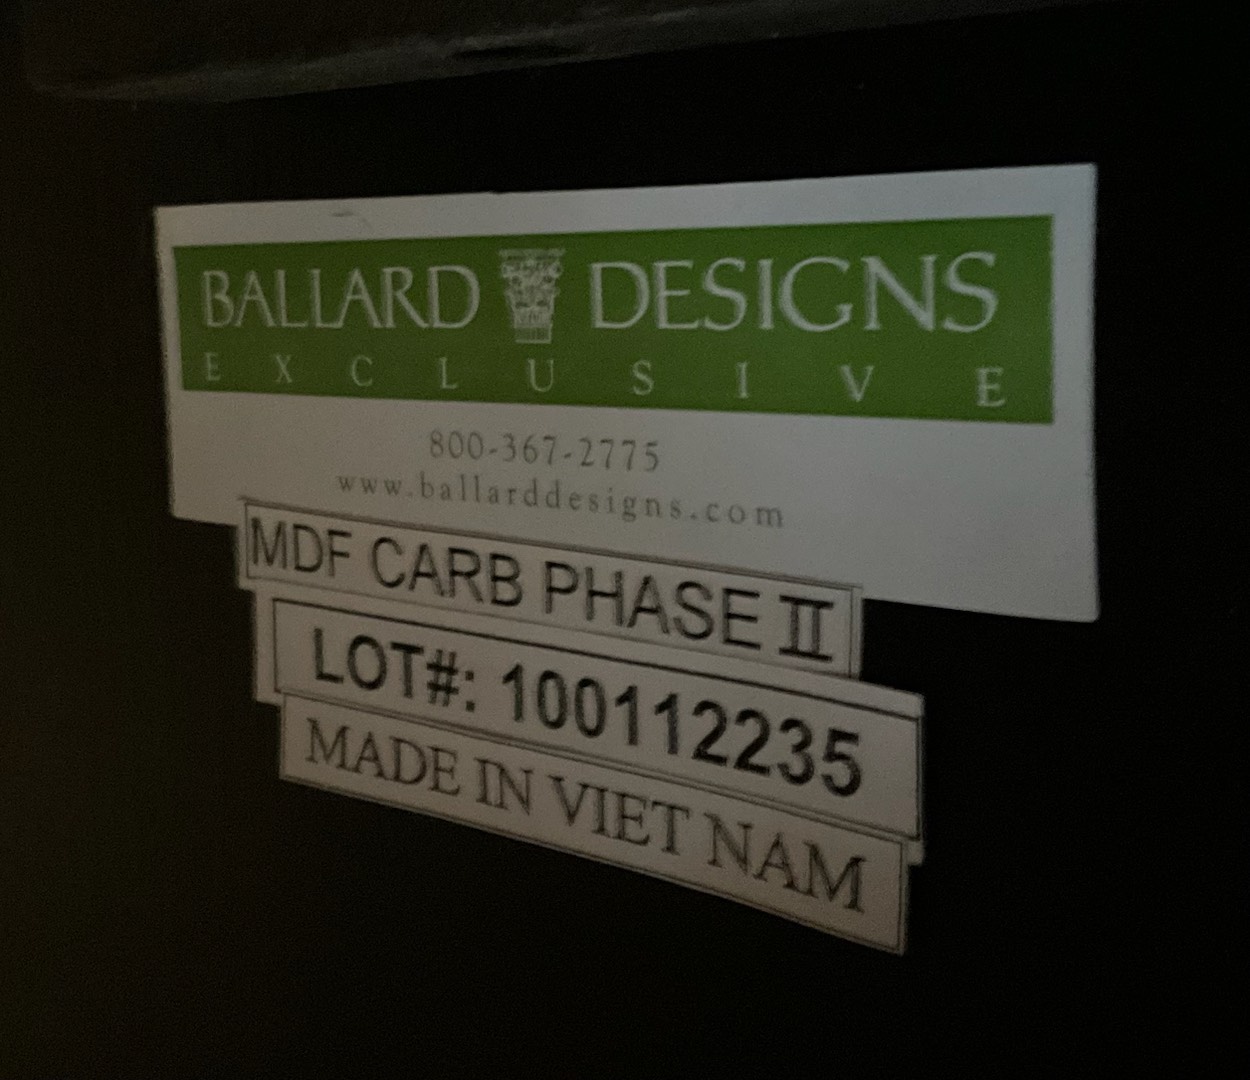 BALLARD DESIGNS
EXCLUSIVE
800-367-2775
www.ballarddesigns.com
MDF CARB PHASE II
LOT#: 100112235
MADE IN VIET NAM